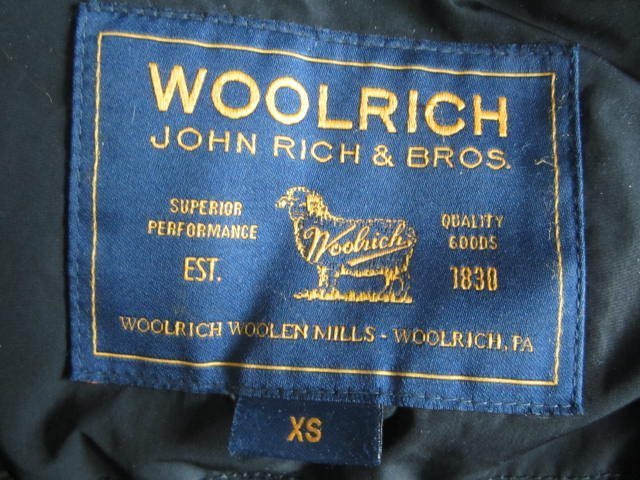 WOOLRICH
JOHN RICH & BROS.
SUPERIOR
PERFORMANCE
EST.
Woolrich
QUALITY
GOODS
1830
WOOLRICH WOOLEN MILLS - WOOLRICH, PA
XS